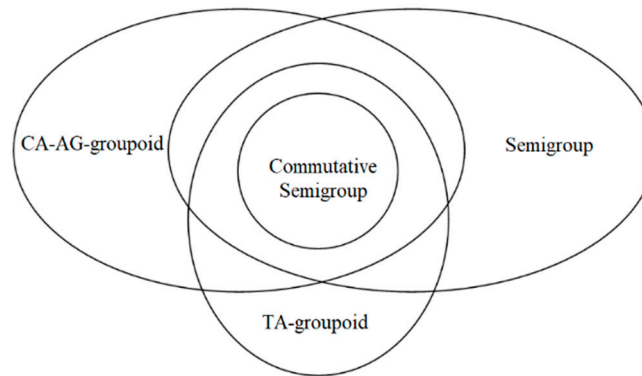 CA-AG-groupoid
Semigroup
Commutative
Semigroup
TA-groupoid